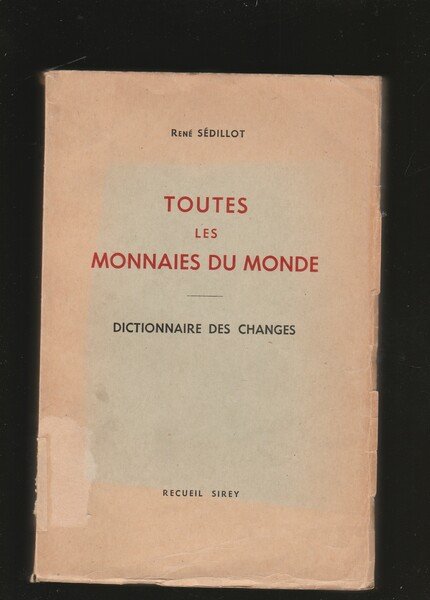 René SÉDILLOT
TOUTES
LES
MONNAIES DU MONDE
DICTIONNAIRE DES CHANGES
RECUEIL SIREY